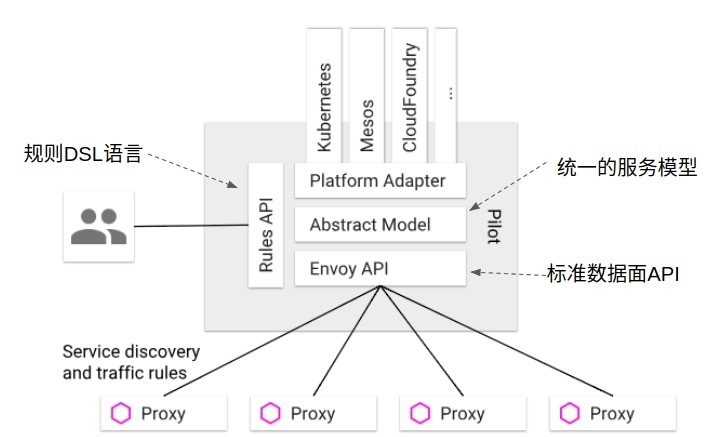 Kubernetes
Mesos
CloudFoundry
...
规则DSL语言
统一的服务模型
Platform Adapter
Rules API
Abstract Model
Pilot
Envoy API
标准数据面API
Service discovery
and traffic rules
Proxy
Proxy
Proxy
Proxy